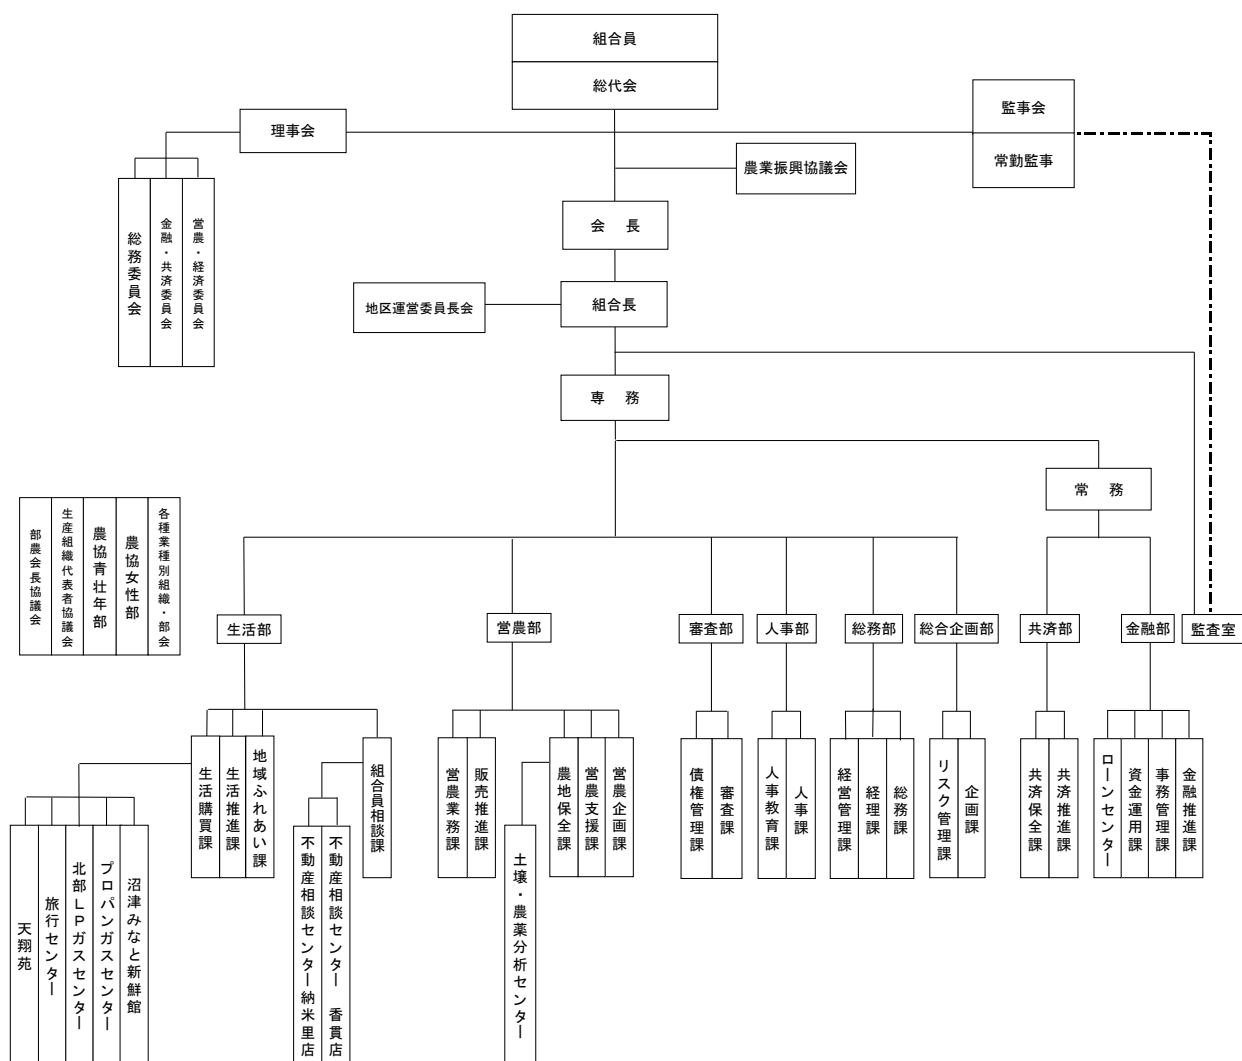 組合員
総代会
理事会
監事会
常勤監事
農業振興協議会
総務委員会
金融・共済委員会
営農・経済委員会
会 長
地区運営委員長会
組合長
専 務
常 務
部農会長協議会
生産組織代表者協議会
農協青壮年部
農協女性部
各種業種別組織・部会
生活部
営農部
審査部
人事部
総務部
総合企画部
共済部
金融部
監査室
生活購買課
生活推進課
地域ふれあい課
組合員相談課
営農業務課
販売推進課
農地保全課
営農支援課
営農企画課
債権管理課
審査課
人事教育課
人事課
経営管理課
経理課
総務課
リスク管理課
企画課
共済保全課
共済推進課
ローンセンター
資金運用課
事務管理課
金融推進課
天翔苑
旅行センター
北部LPガスセンター
プロパンガスセンター
沼津みなと新鮮館
不動産相談センター納米里店
不動産相談センター 香貫店
土壌・農薬分析センター